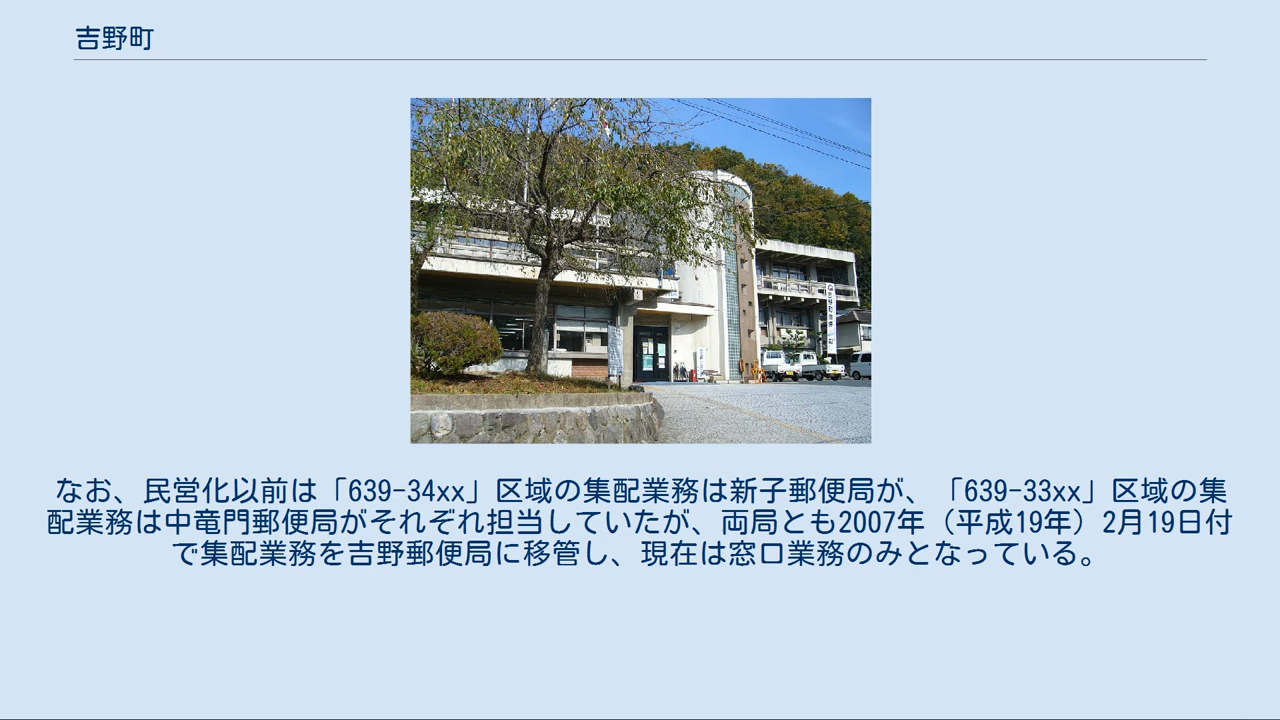 吉野町
なお、民営化以前は「639-34xx」区域の集配業務は新子郵便局が、「639-33xx」区域の集
配業務は中竜門郵便局がそれぞれ担当していたが、両局とも2007年（平成19年）2月19日付
で集配業務を吉野郵便局に移管し、現在は窓口業務のみとなっている。